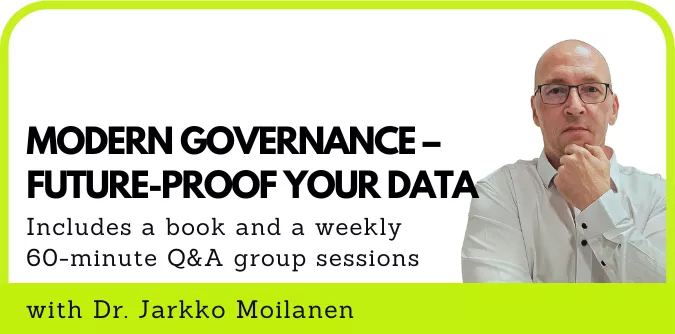 MODERN GOVERNANCE –
FUTURE-PROOF YOUR DATA
Includes a book and a weekly
60-minute Q&A group sessions
with Dr. Jarkko Moilanen